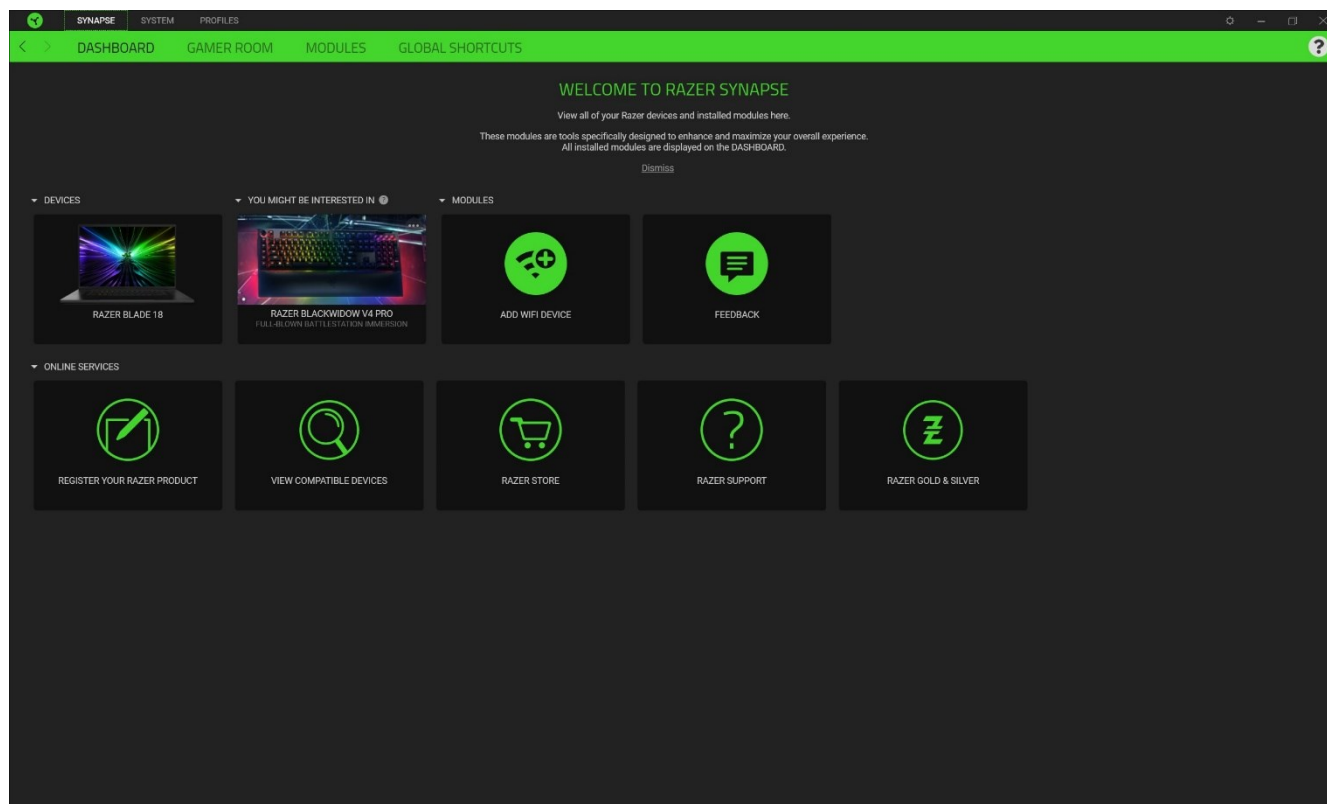 SYNAPSE SYSTEM PROFILES
DASHBOARD GAMER ROOM MODULES GLOBAL SHORTCUTS ?
WELCOME TO RAZER SYNAPSE
View all of your Razer devices and installed modules here.
These modules are tools specifically designed to enhance and maximize your overall experience.
All installed modules are displayed on the DASHBOARD.
Dismiss
DEVICES
YOU MIGHT BE INTERESTED IN ?
MODULES
RAZER BLADE 18
RAZER BLACKWIDOW V4 PRO
FULL-BLOWN BATTLESTATION IMMERSION
ADD WIFI DEVICE
FEEDBACK
ONLINE SERVICES
REGISTER YOUR RAZER PRODUCT
VIEW COMPATIBLE DEVICES
RAZER STORE
RAZER SUPPORT
RAZER GOLD & SILVER